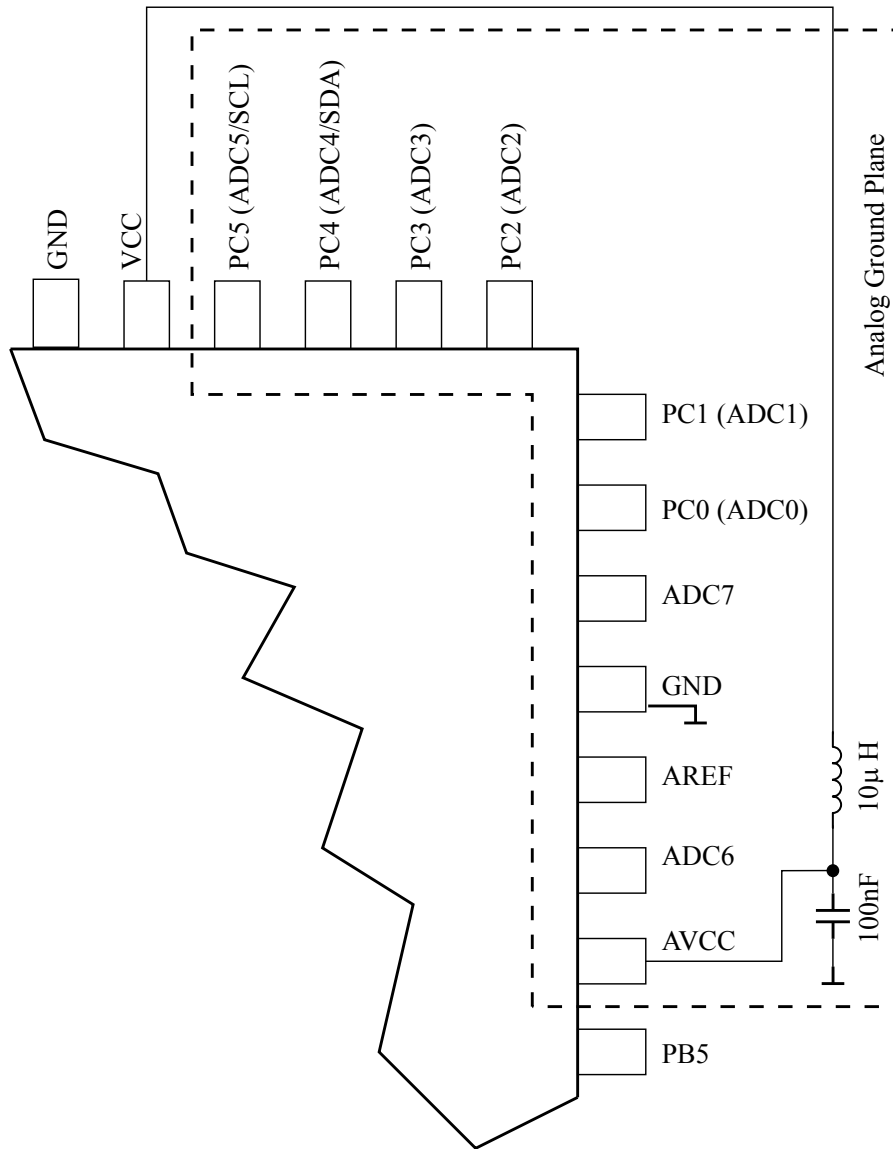 GND
VCC
PC5 (ADC5/SCL)
PC4 (ADC4/SDA)
PC3 (ADC3)
PC2 (ADC2)
Analog Ground Plane
PC1 (ADC1)
PC0 (ADC0)
ADC7
GND
AREF
10μ H
ADC6
100nF
AVCC
PB5